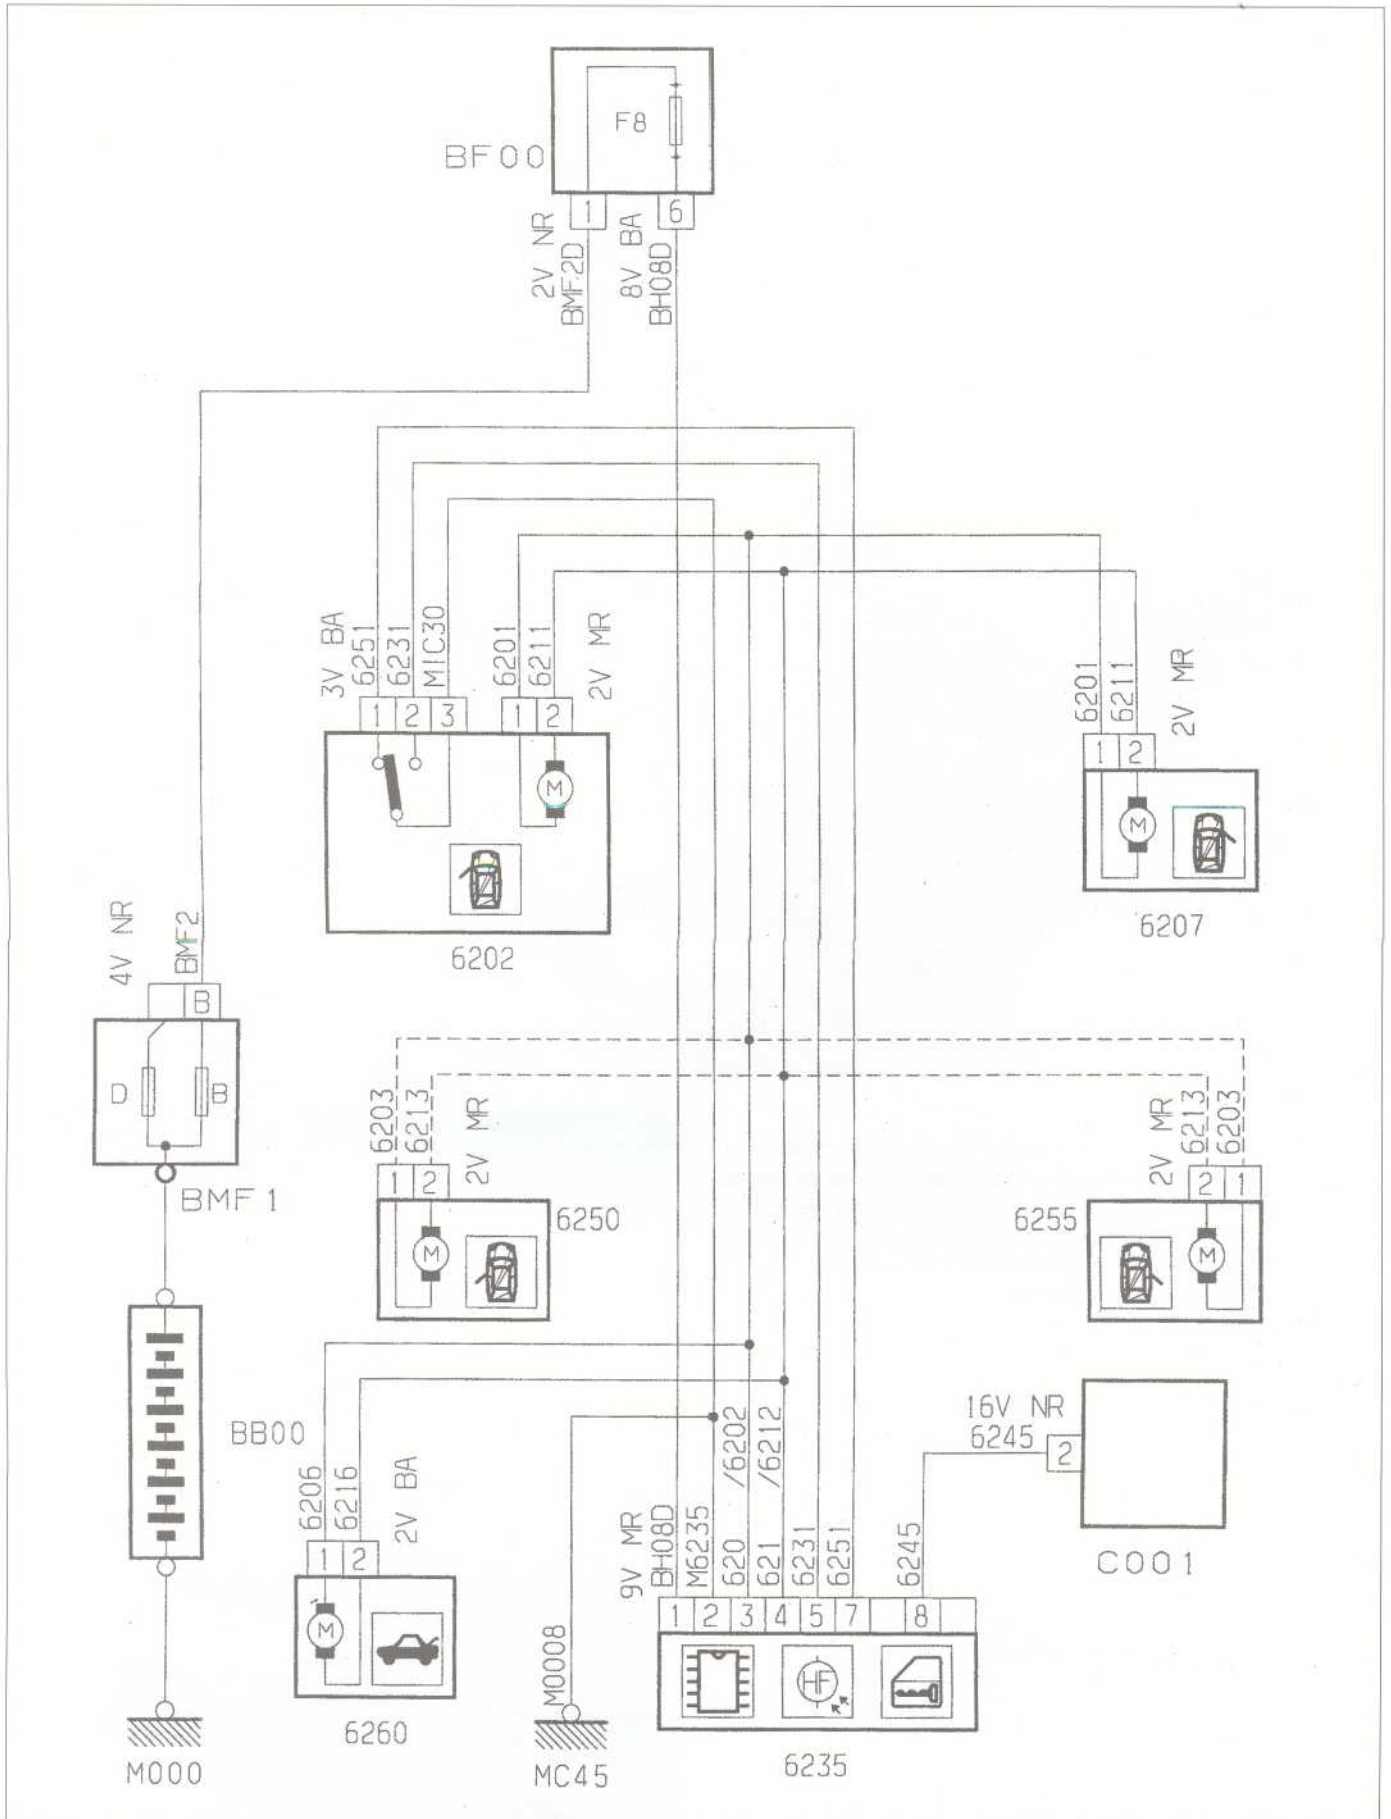 F8
BF00
1
6
2V NR
BMF2D
8V BA
BH08D
3V BA
6251
6231
MIC30
6201
6211
2V MR
1 2 3
1 2
M
6202
6201
6211
2V MR
1 2
M
6207
4V NR
BMF2
B
D
B
BMF1
6203
6213
2V MR
1 2
M
6250
2V MR
6213
6203
2 1
M
6255
BB00
6206
6216
2V BA
1 2
M
6260
M000
M0008
MC45
16V NR
6245
2
C001
9V MR
BH08D
M6235
620 /6202
621 /6212
6231
6251
6245
1 2 3 4 5 7 8
HF
6235